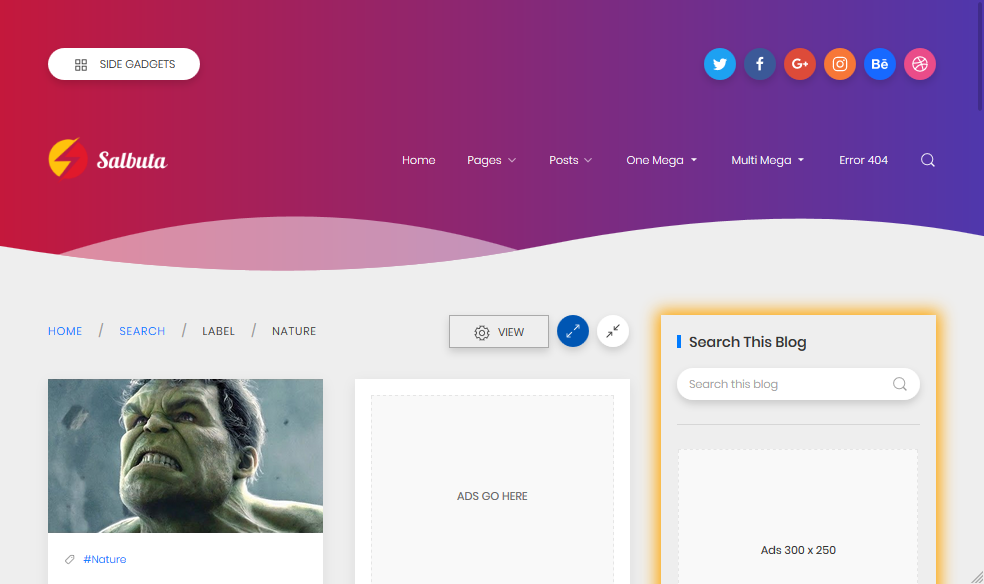 SIDE GADGETS
Bē
Salbuta
Home Pages Posts One Mega Multi Mega Error 404
HOME / SEARCH / LABEL / NATURE
VIEW
Search This Blog
Search this blog
ADS GO HERE
Ads 300 x 250
#Nature